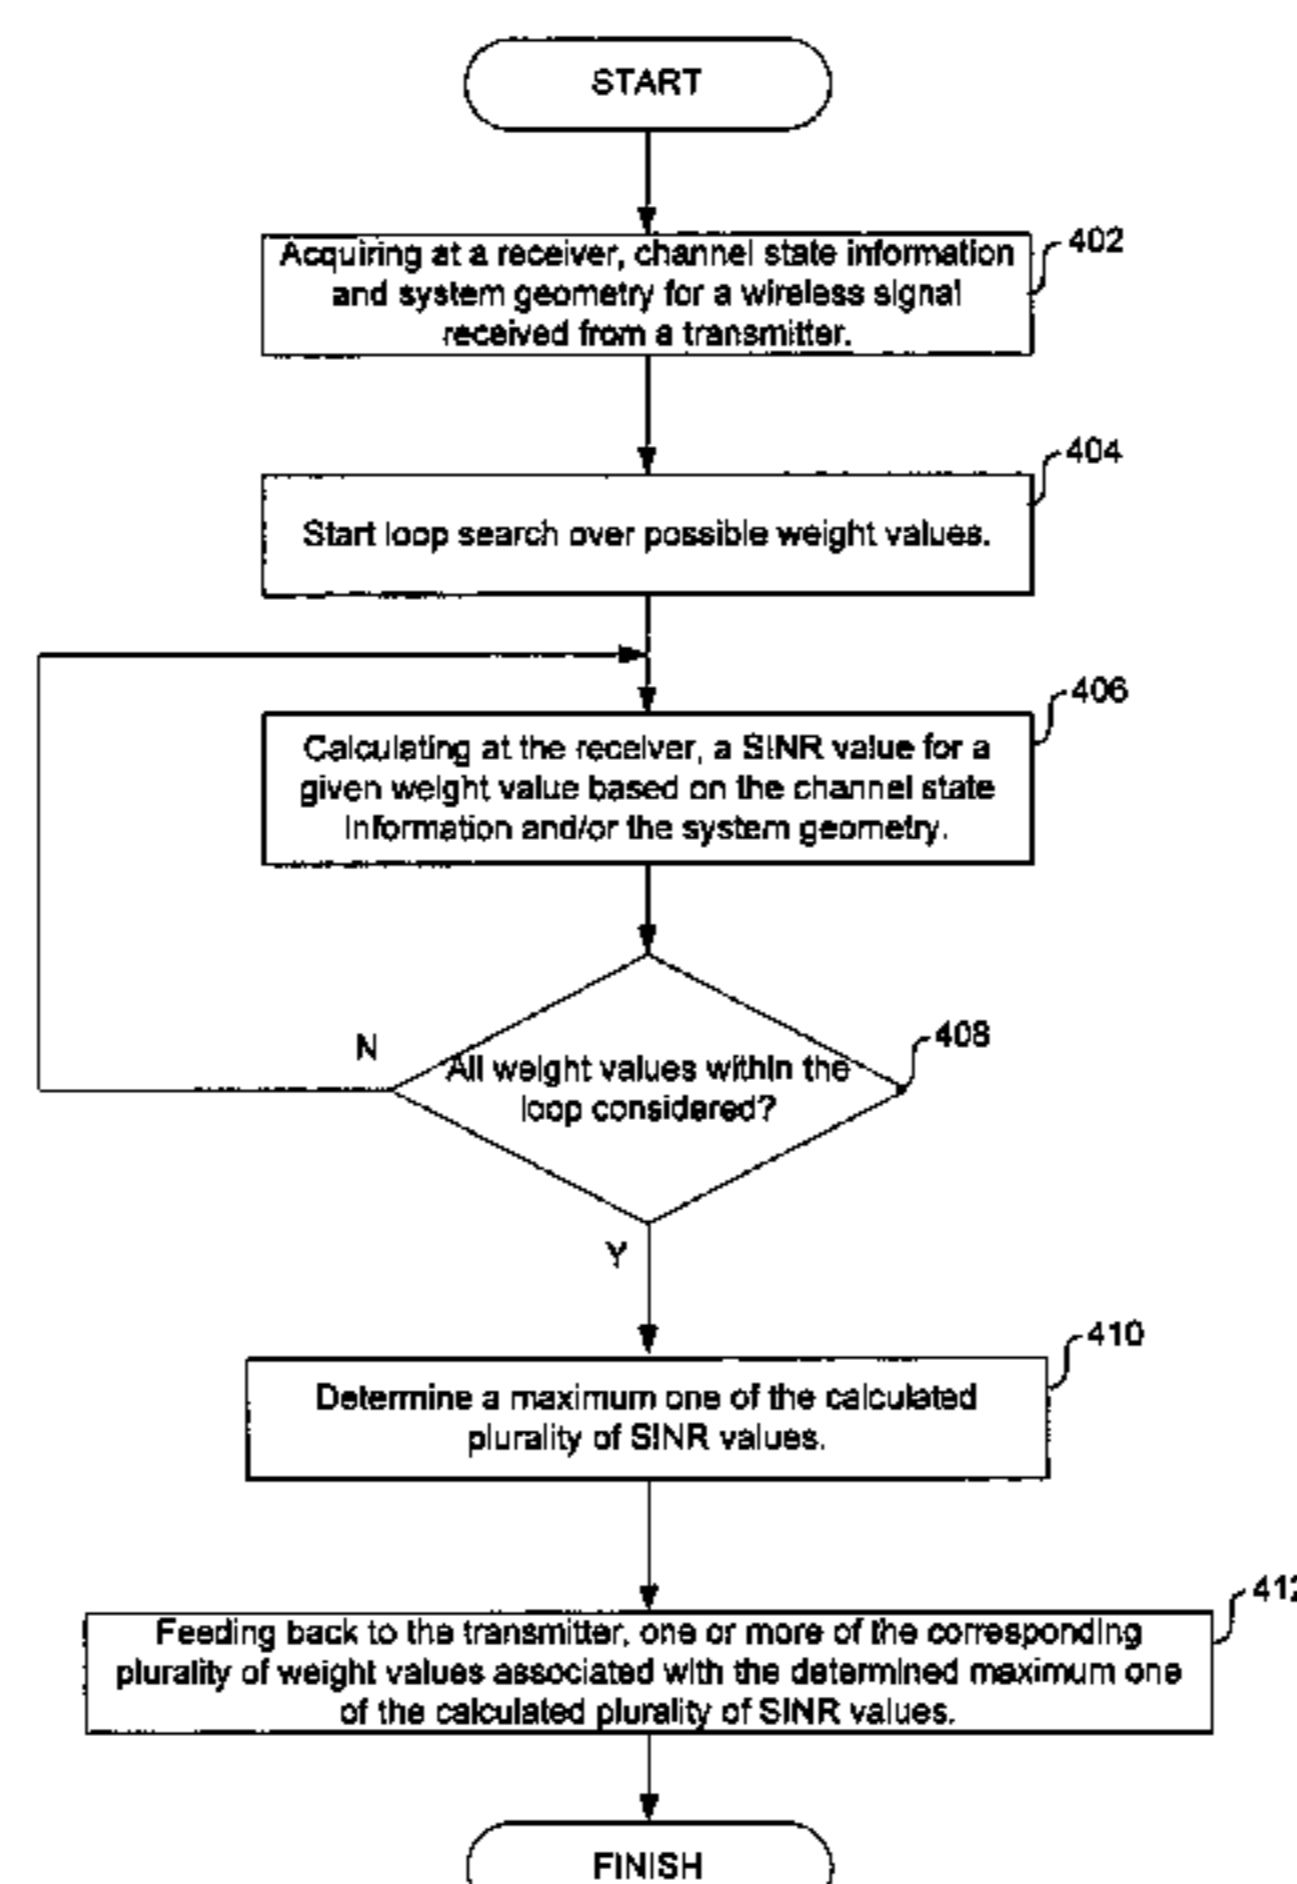 START
Acquiring at a receiver, channel state information
and system geometry for a wireless signal
received from a transmitter.
402
Start loop search over possible weight values.
404
Calculating at the receiver, a SINR value for a
given weight value based on the channel state
Information and/or the system geometry.
406
N
All weight values within the
loop considered?
408
Y
Determine a maximum one of the calculated
plurality of SINR values.
410
Feeding back to the transmitter, one or more of the corresponding
plurality of weight values associated with the determined maximum one
of the calculated plurality of SINR values.
412
FINISH